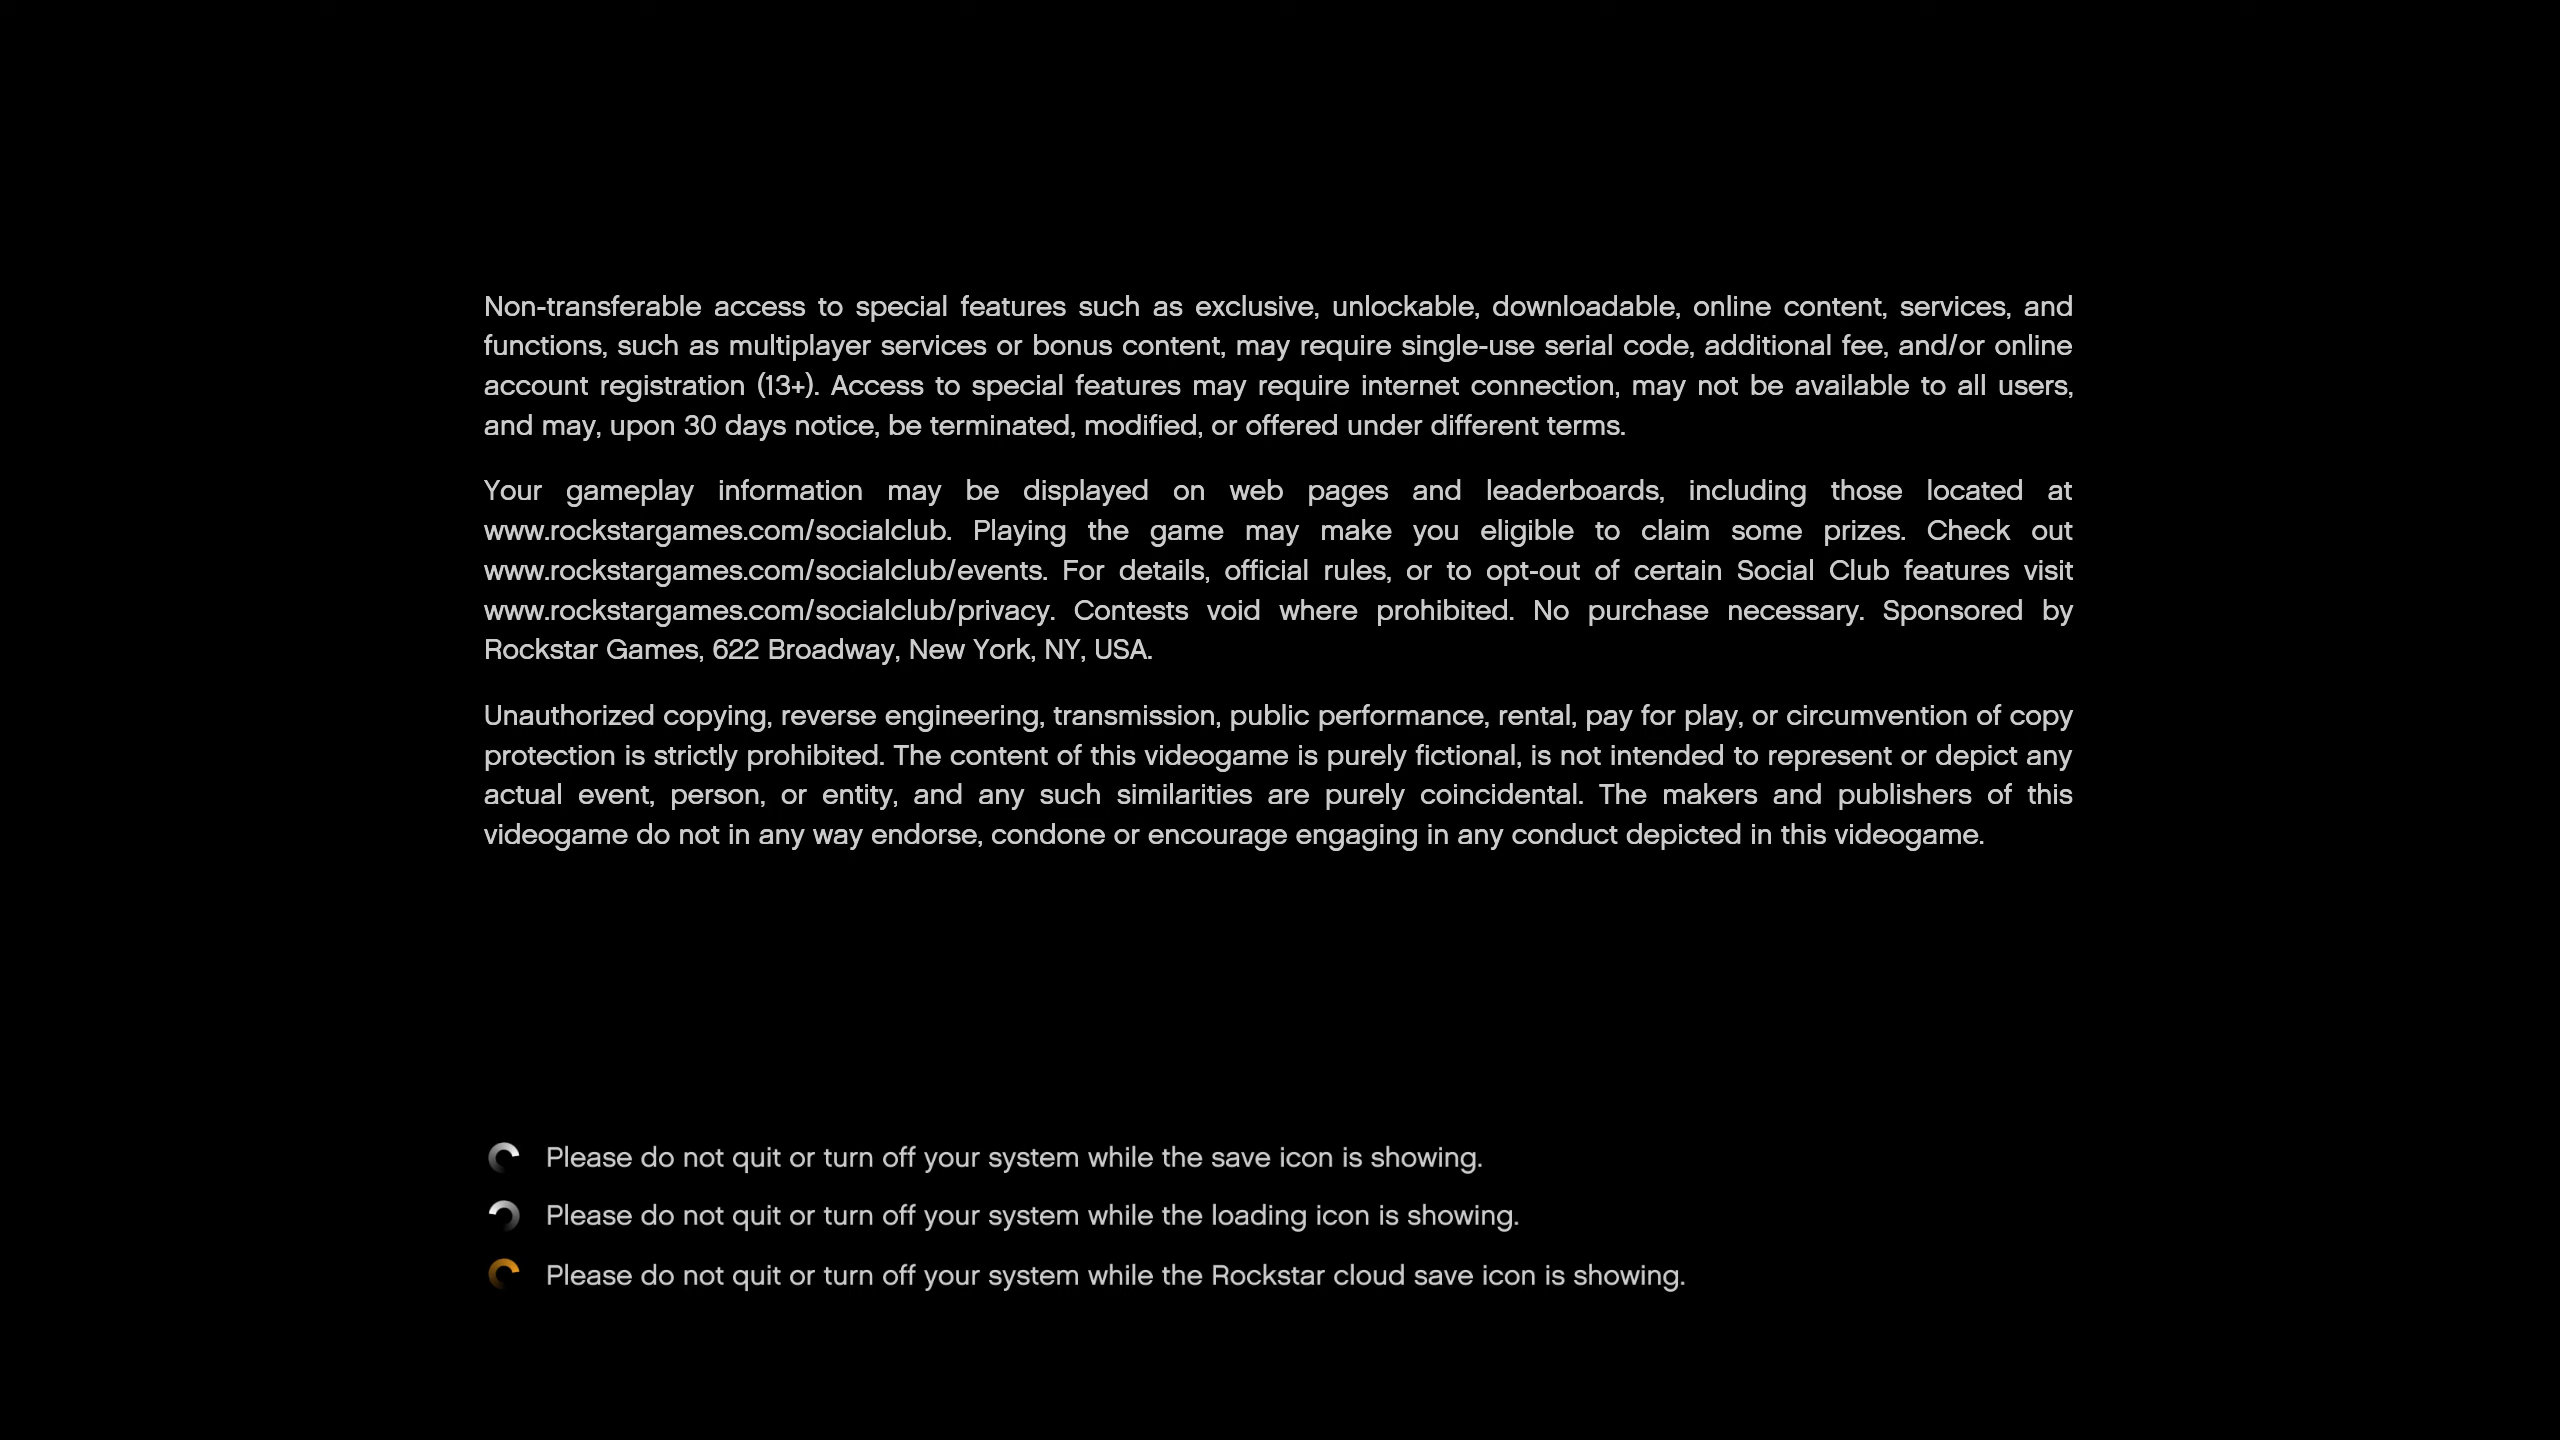 Non-transferable access to special features such as exclusive, unlockable, downloadable, online content, services, and
functions, such as multiplayer services or bonus content, may require single-use serial code, additional fee, and/or online
account registration (13+). Access to special features may require internet connection, may not be available to all users,
and may, upon 30 days notice, be terminated, modified, or offered under different terms.
Your gameplay information may be displayed on web pages and leaderboards, including those located at
www.rockstargames.com/socialclub. Playing the game may make you eligible to claim some prizes. Check out
www.rockstargames.com/socialclub/events. For details, official rules, or to opt-out of certain Social Club features visit
www.rockstargames.com/socialclub/privacy. Contests void where prohibited. No purchase necessary. Sponsored by
Rockstar Games, 622 Broadway, New York, NY, USA.
Unauthorized copying, reverse engineering, transmission, public performance, rental, pay for play, or circumvention of copy
protection is strictly prohibited. The content of this videogame is purely fictional, is not intended to represent or depict any
actual event, person, or entity, and any such similarities are purely coincidental. The makers and publishers of this
videogame do not in any way endorse, condone or encourage engaging in any conduct depicted in this videogame.
Please do not quit or turn off your system while the save icon is showing.
Please do not quit or turn off your system while the loading icon is showing.
Please do not quit or turn off your system while the Rockstar cloud save icon is showing.